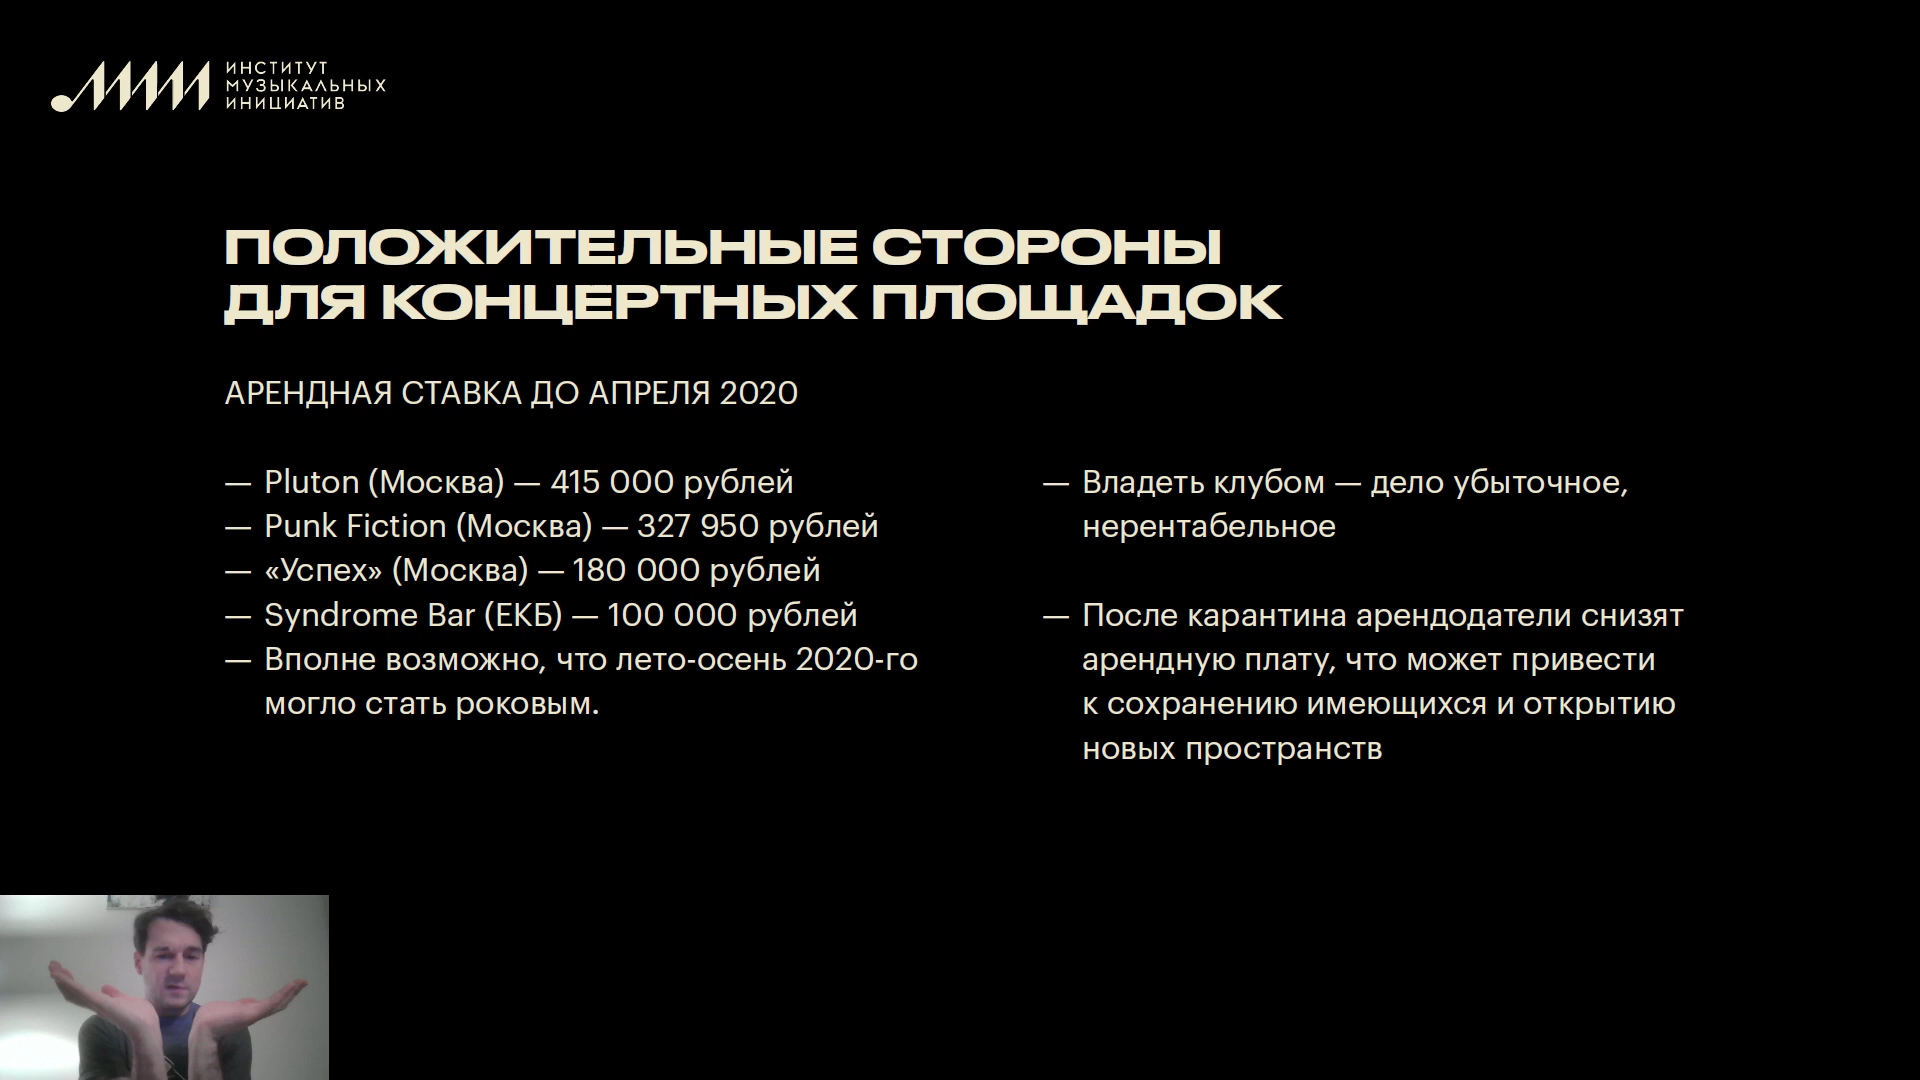 ИНСТИТУТ
МУЗЫКАЛЬНЫХ
ИНИЦИАТИВ
ПОЛОЖИТЕЛЬНЫЕ СТОРОНЫ
ДЛЯ КОНЦЕРТНЫХ ПЛОЩАДОК
АРЕНДНАЯ СТАВКА ДО АПРЕЛЯ 2020
— Pluton (Москва) — 415 000 рублей
— Punk Fiction (Москва) — 327 950 рублей
— «Успех» (Москва) — 180 000 рублей
— Syndrome Bar (ЕКБ) — 100 000 рублей
— Вполне возможно, что лето-осень 2020-го
могло стать роковым.
— Владеть клубом — дело убыточное,
нерентабельное
— После карантина арендодатели снизят
арендную плату, что может привести
к сохранению имеющихся и открытию
новых пространств